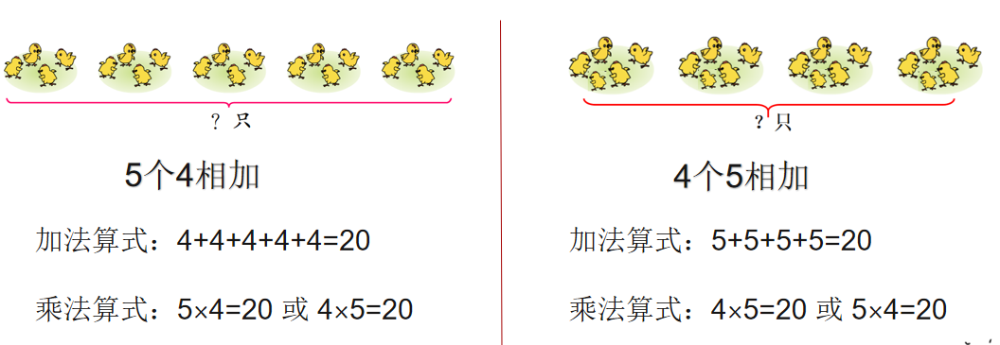 ? 只
5个4相加
加法算式：4+4+4+4+4=20
乘法算式：5×4=20 或 4×5=20
? 只
4个5相加
加法算式：5+5+5+5=20
乘法算式：4×5=20 或 5×4=20